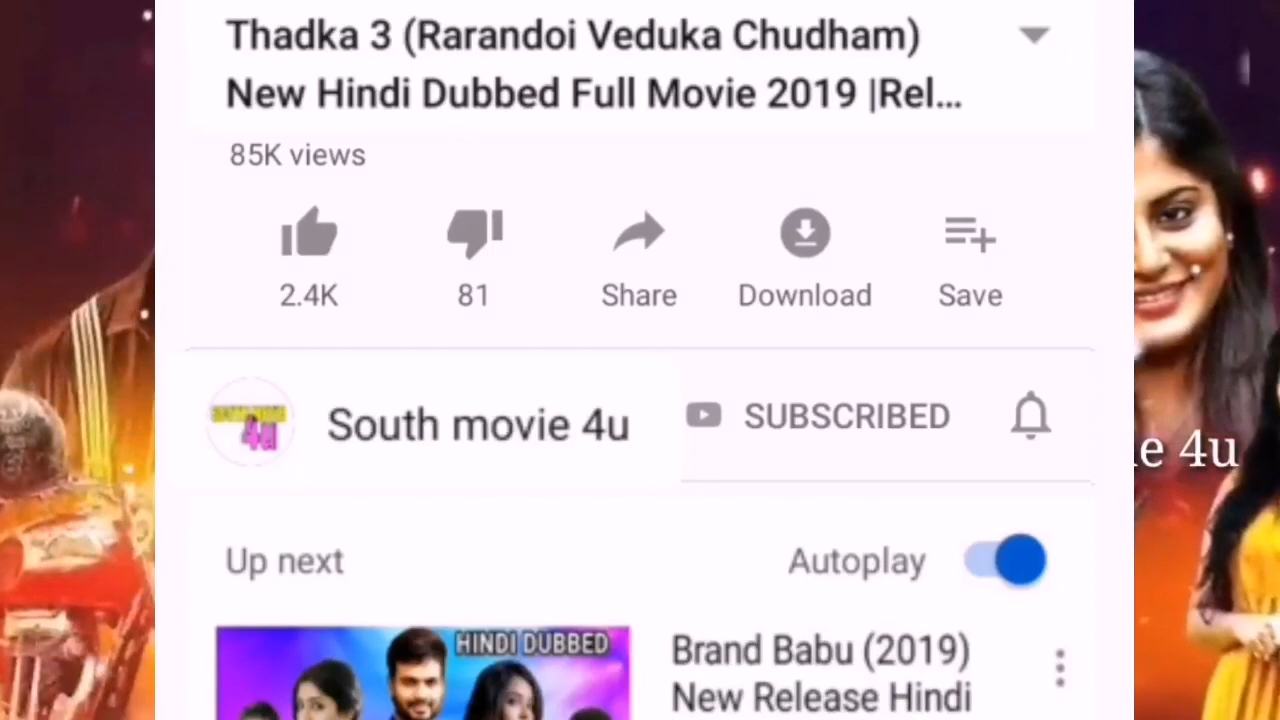 Thadka 3 (Rarandoi Veduka Chudham)
New Hindi Dubbed Full Movie 2019 |Rel...
85K views
2.4K
81
Share
Download
Save
4u
South movie 4u
SUBSCRIBED
e 4u
Up next
Autoplay
HINDI DUBBED
Brand Babu (2019)
New Release Hindi